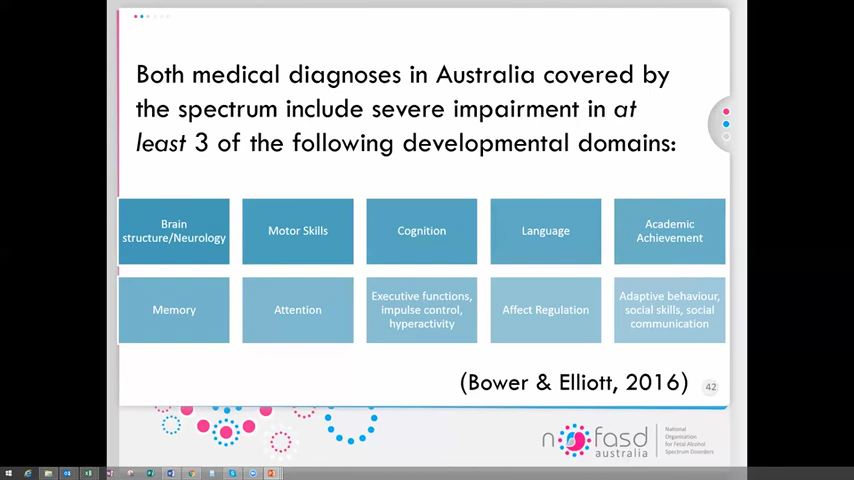 Both medical diagnoses in Australia covered by
the spectrum include severe impairment in at
least 3 of the following developmental domains:
Brain
structure/Neurology
Motor Skills
Cognition
Language
Academic
Achievement
Memory
Attention
Executive functions,
impulse control,
hyperactivity
Affect Regulation
Adaptive behaviour,
social skills, social
communication
(Bower & Elliott, 2016)
42
nofasd
australia
National
Organisation
for Fetal Alcohol
Spectrum Disorders